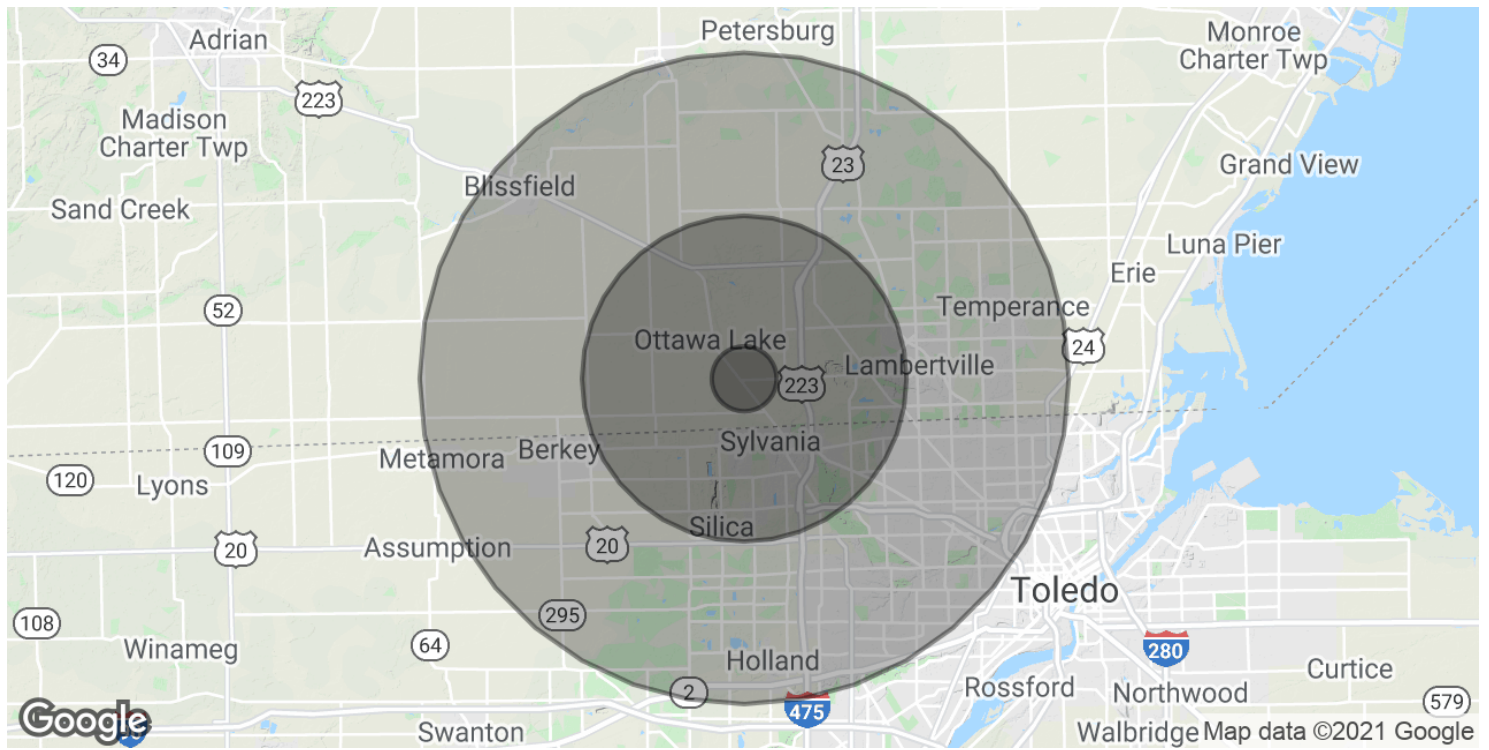 Petersburg
Adrian
Monroe
Charter Twp
34
223
Madison
Charter Twp
23
Grand View
Blissfield
Sand Creek
Luna Pier
Erie
52
Temperance
Ottawa Lake
24
Lambertville
223
Sylvania
109
Berkey
Metamora
120
Lyons
Silica
20
Assumption
20
Toledo
295
108
64
Winameg
280
Holland
Curtice
Rossford
2
Northwood
579
475
Google
Swanton
Walbridge
Map data ©2021 Google